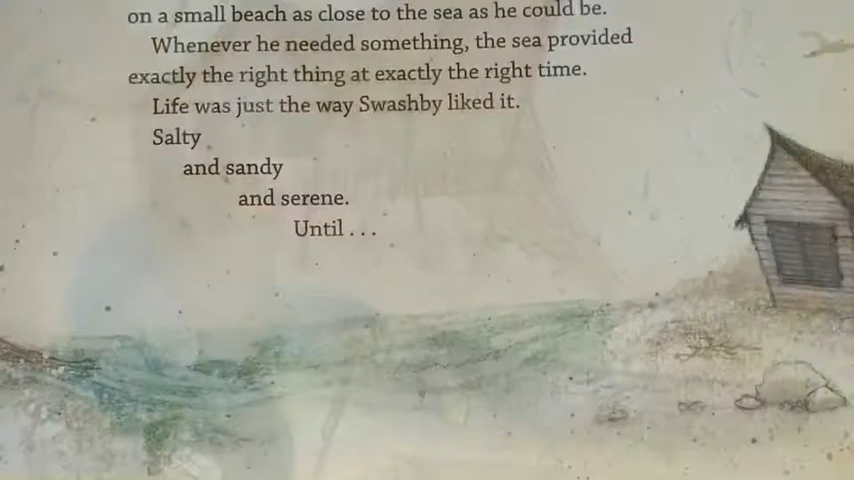 on a small beach as close to the sea as he could be.
Whenever he needed something, the sea provided
exactly the right thing at exactly the right time.
Life was just the way Swashby liked it.
Salty
and sandy
and serene.
Until . . .